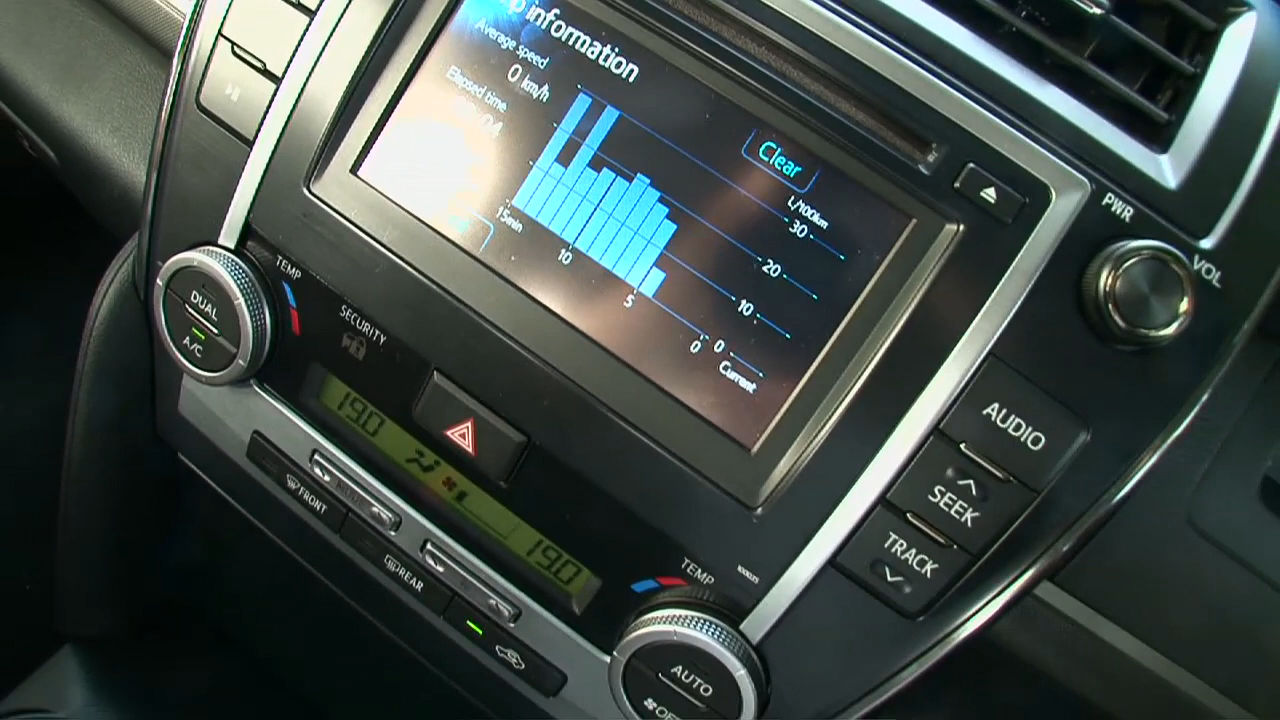 information
Average speed
0 km/h
Elapsed time
Clear
L/100km
30
20
10
0
Current
15min
10
5
0
PWR
VOL
TEMP
DUAL
A/C
SECURITY
19.0
19.0
FRONT
REAR
TEMP
AUTO
AUDIO
SEEK
TRACK